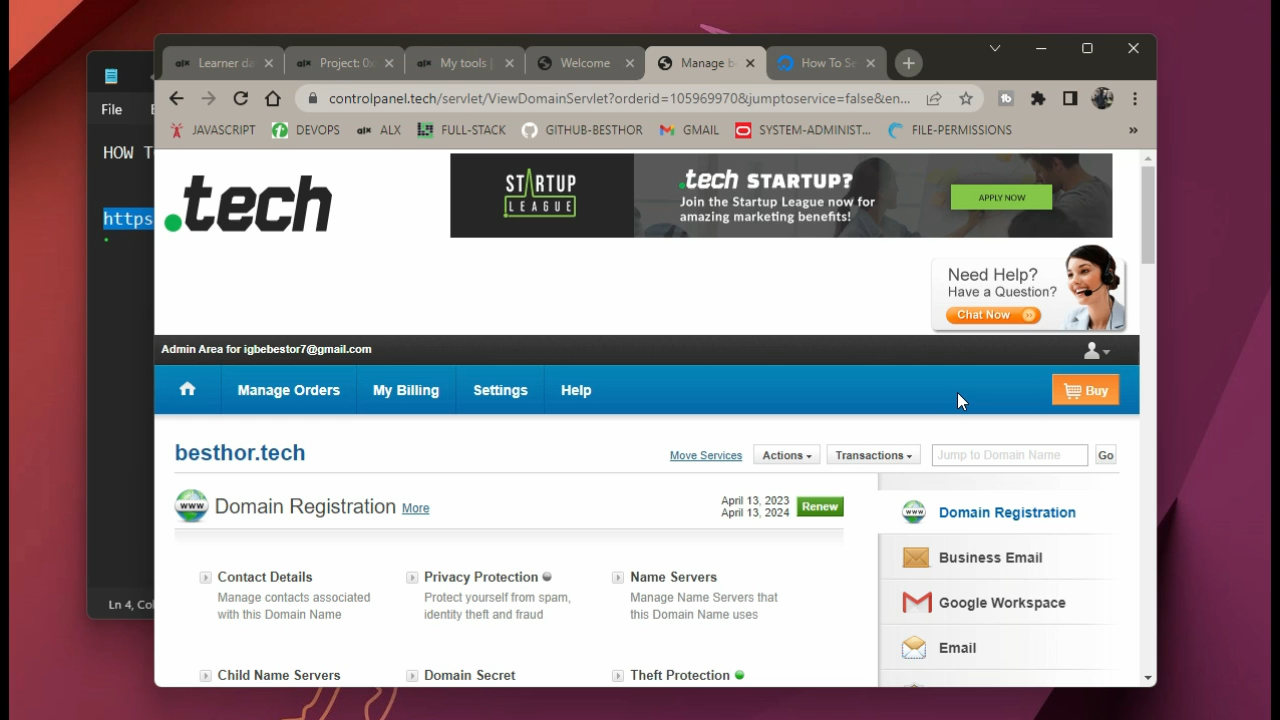 Learner da
Project: 0x
My tools |
Welcome
Manage b
How To Se
controlpanel.tech/servlet/ViewDomainServlet?orderid=105969970&jumptoservice=false&en...
File
JAVASCRIPT
DEVOPS
ALX
FULL-STACK
GITHUB-BESTHOR
GMAIL
SYSTEM-ADMINIST...
FILE-PERMISSIONS
HOW T
https
.tech
STARTUP
LEAGUE
.tech STARTUP?
Join the Startup League now for
amazing marketing benefits!
APPLY NOW
Need Help?
Have a Question?
Chat Now
Admin Area for igbebestor7@gmail.com
Manage Orders
My Billing
Settings
Help
Buy
besthor.tech
Move Services
Actions
Transactions
Jump to Domain Name
Go
www Domain Registration More
April 13, 2023
April 13, 2024
Renew
www Domain Registration
Business Email
Google Workspace
Email
Contact Details
Manage contacts associated
with this Domain Name
Privacy Protection
Protect yourself from spam,
identity theft and fraud
Name Servers
Manage Name Servers that
this Domain Name uses
Child Name Servers
Domain Secret
Theft Protection
Ln 4, Col